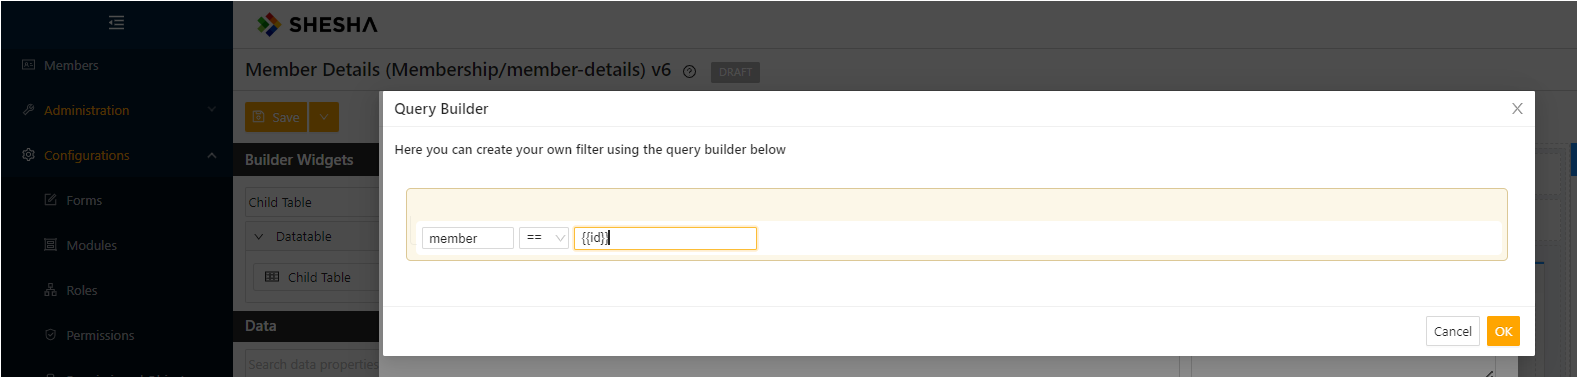 SHESHA
Members
Member Details (Membership/member-details) v6
DRAFT
Administration
Save
Configurations
Builder Widgets
Forms
Child Table
Modules
Datatable
Child Table
Roles
Data
Permissions
Search data properties
Query Builder
Here you can create your own filter using the query builder below
member
==
{{id}}
Cancel
OK